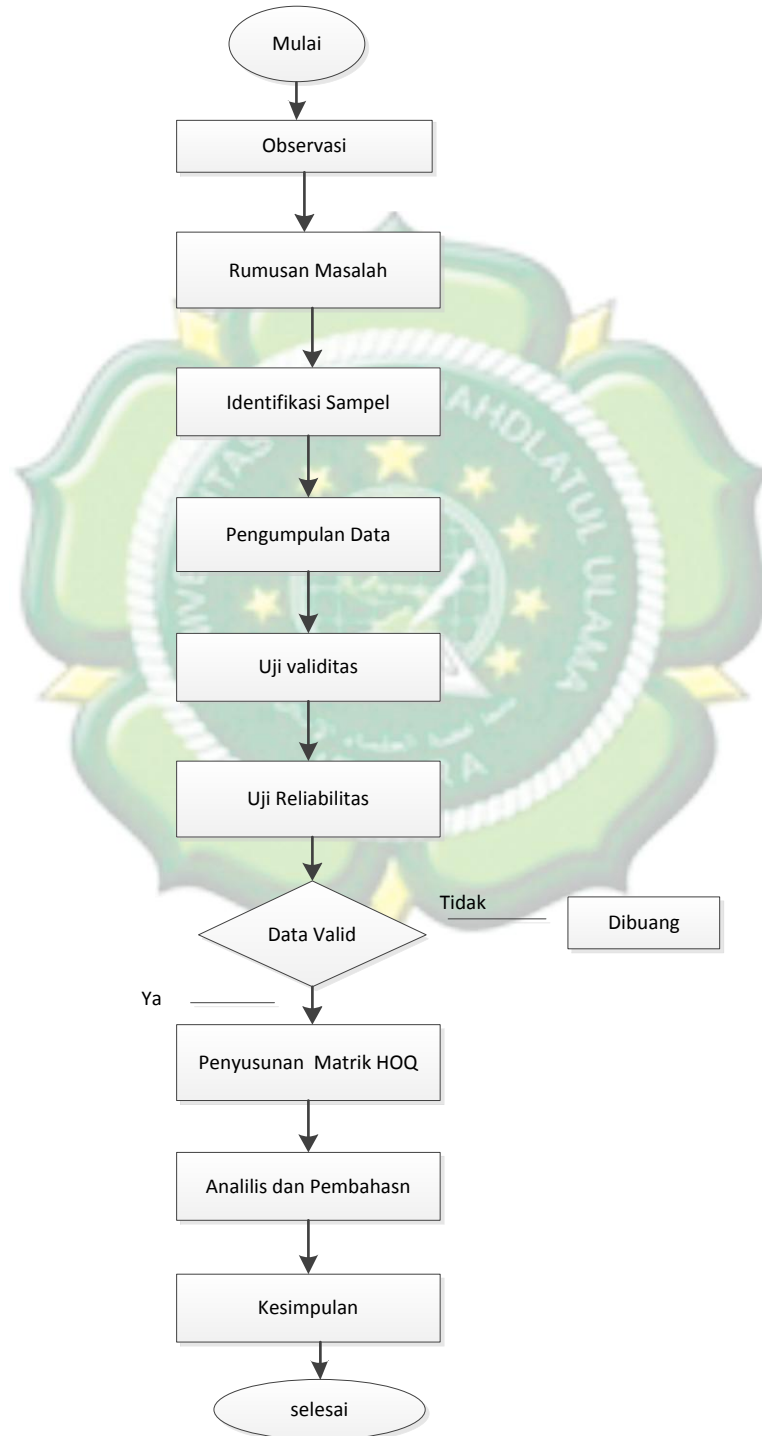 Mulai
Observasi
Rumusan Masalah
Identifikasi Sampel
Pengumpulan Data
Uji validitas
Uji Reliabilitas
Data Valid
Tidak
Dibuang
Ya
Penyusunan Matrik HOQ
Analilis dan Pembahasn
Kesimpulan
selesai
ULAMA